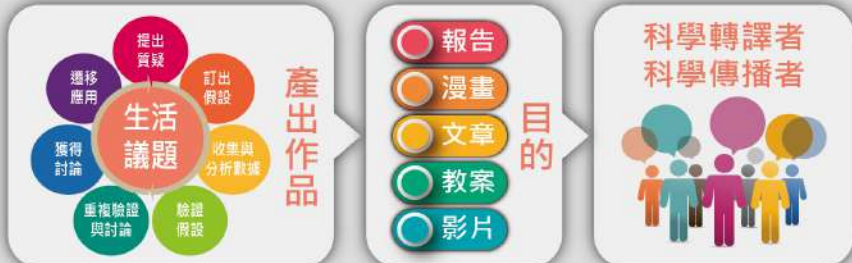 提出
質疑
訂出
假設
收集與
分析數據
驗證
假設
重複驗證
與討論
獲得
討論
遷移
應用
生活
議題
產出作品
報告
漫畫
文章
教案
影片
目的
科學轉譯者
科學傳播者